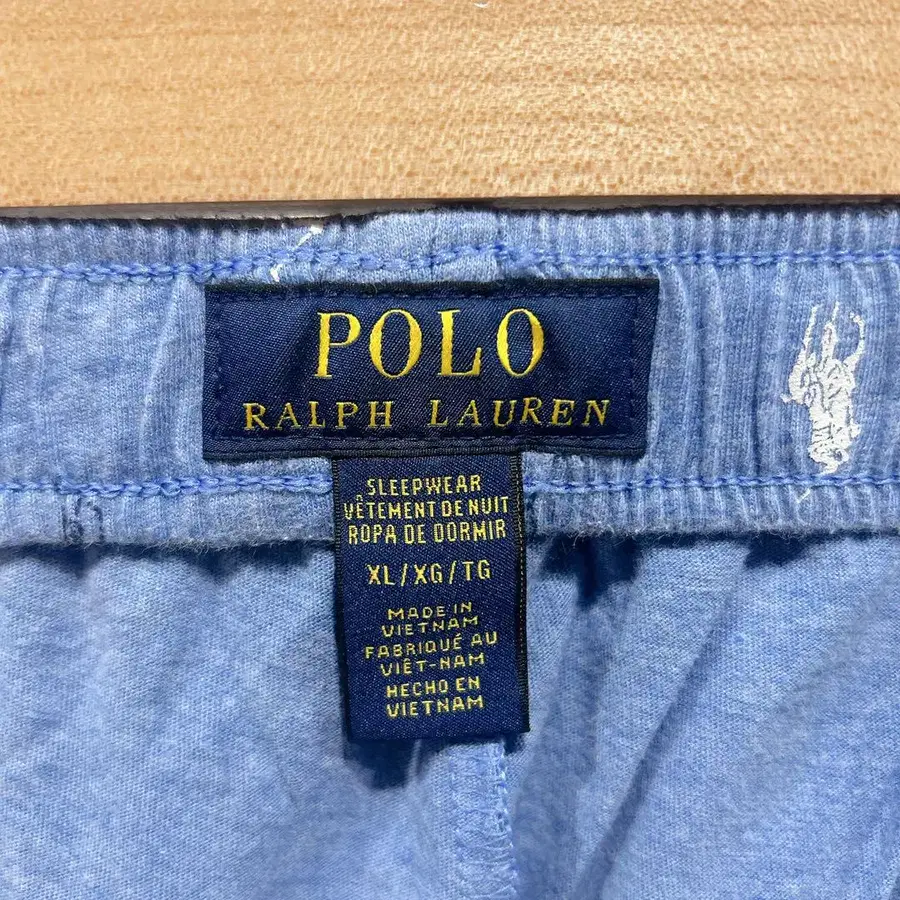 POLO
RALPH LAUREN
SLEEPWEAR
VÊTEMENT DE NUIT
ROPA DE DORMIR
XL/XG/TG
MADE IN
VIETNAM
FABRIQUÉ AU
VIÊT-NAM
HECHO EN
VIETNAM